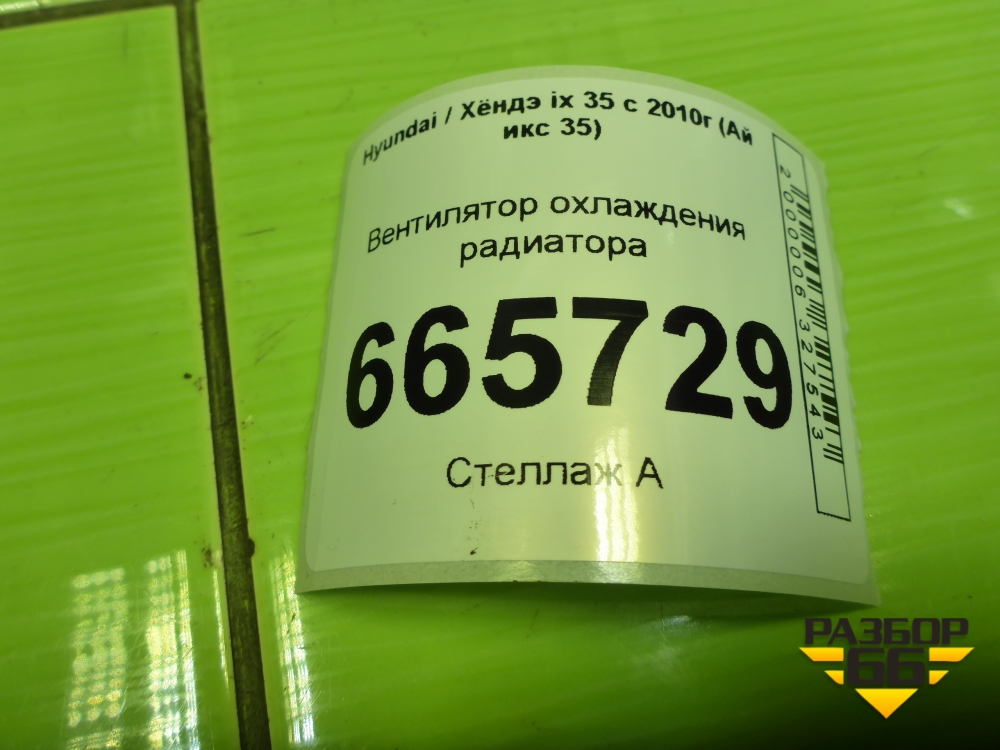 Hyundai / Хёндэ ix 35 с 2010г (Ай
икс 35)
Вентилятор охлаждения
радиатора
665729
Стеллаж А
2000006327543
РАЗБОР
66